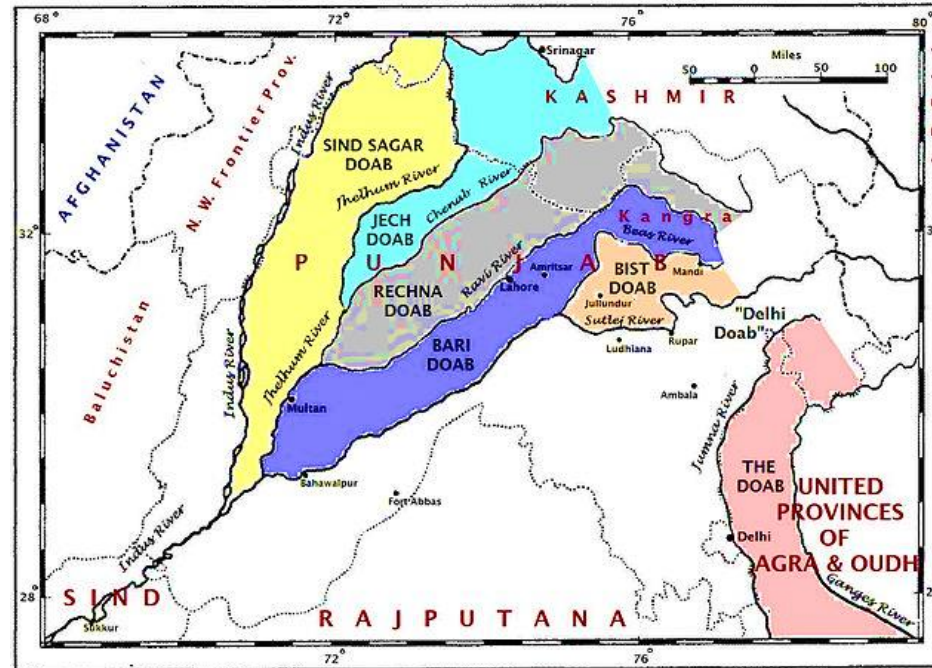 68°
72
76
80
Srinagar
Miles
50
0
50
100
KASHMIR
AFGHANISTAN
N.W. Frontier Prov.
Indus River
SIND SAGAR
DOAB
Jhelhum River
Chenab River
JECH
DOAB
Kangra
Beas River
32°
PUNJAB
Ravi River
Amritsar
Lahore
BIST
DOAB
Mandi
RECHNA
DOAB
Jullundur
Sutlej River
"Delhi
Doab"
Ludhiana
Rupar
BARI
DOAB
Baluchistan
Indus River
Jhelhum River
Multan
Ambala
Jumna River
THE
DOAB
Bahawalpur
Fort Abbas
UNITED
PROVINCES
OF
AGRA & OUDH
Delhi
Indus River
28°
SIND
Sukkur
RAJPUTANA
Ganges River
72
76